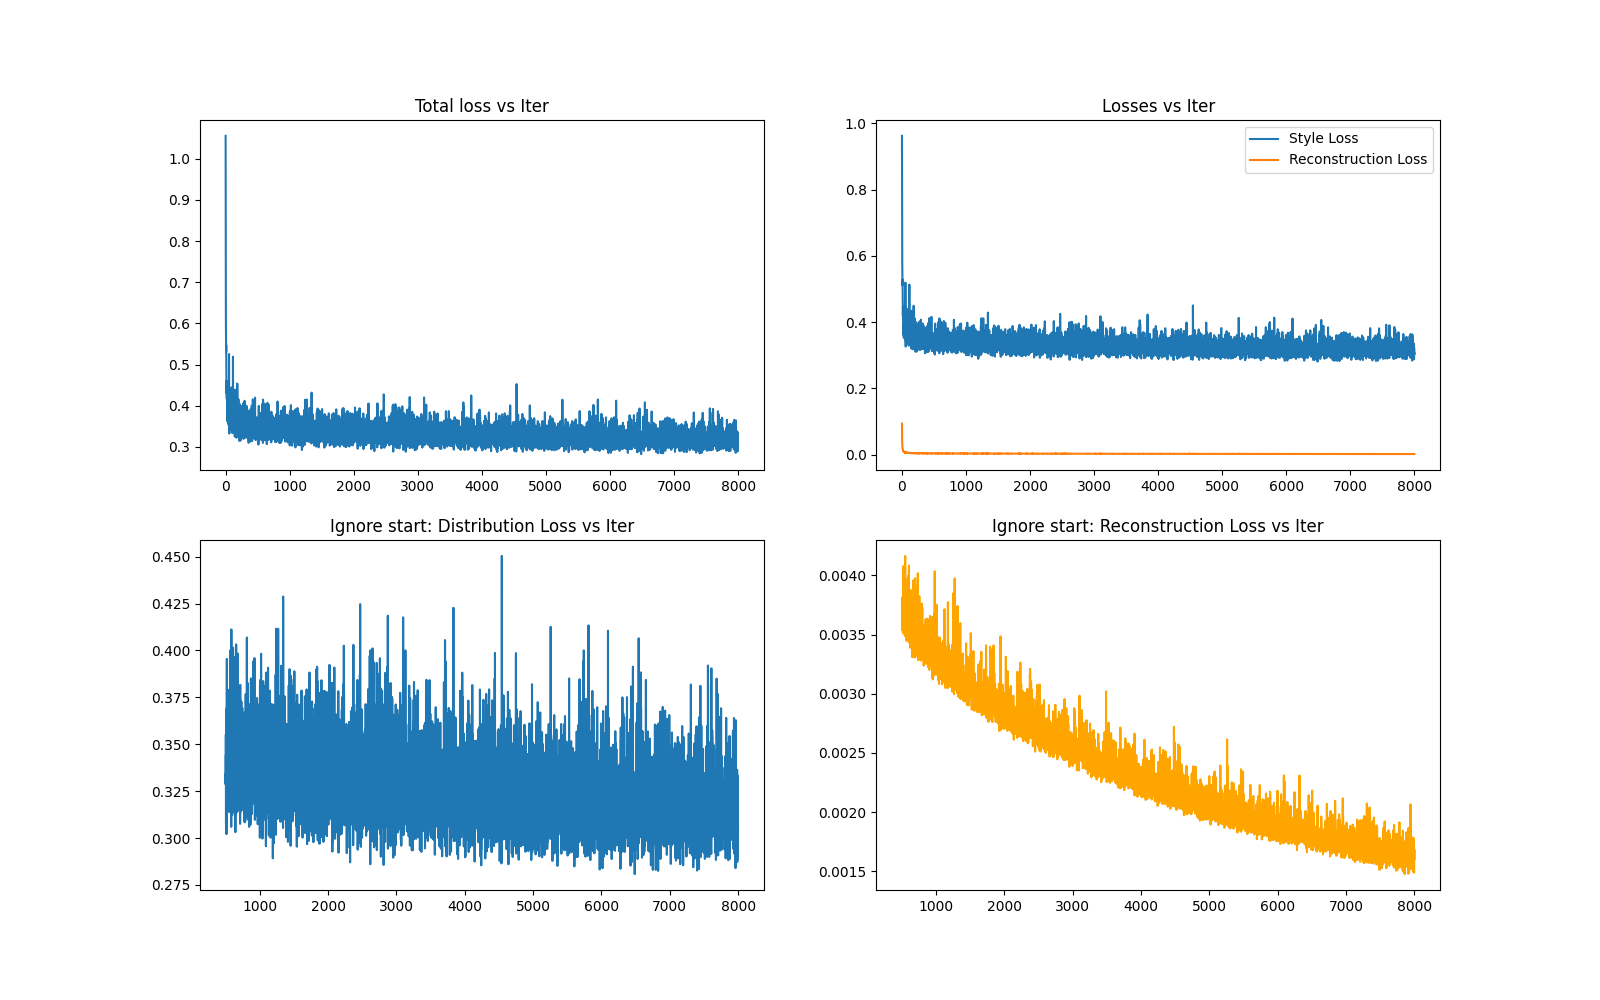 Total loss vs Iter
1.0
0.9
0.8
0.7
0.6
0.5
0.4
0.3
0 1000 2000 3000 4000 5000 6000 7000 8000
Losses vs Iter
Style Loss
Reconstruction Loss
1.0
0.8
0.6
0.4
0.2
0.0
0 1000 2000 3000 4000 5000 6000 7000 8000
Ignore start: Distribution Loss vs Iter
0.450
0.425
0.400
0.375
0.350
0.325
0.300
0.275
1000 2000 3000 4000 5000 6000 7000 8000
Ignore start: Reconstruction Loss vs Iter
0.0040
0.0035
0.0030
0.0025
0.0020
0.0015
1000 2000 3000 4000 5000 6000 7000 8000